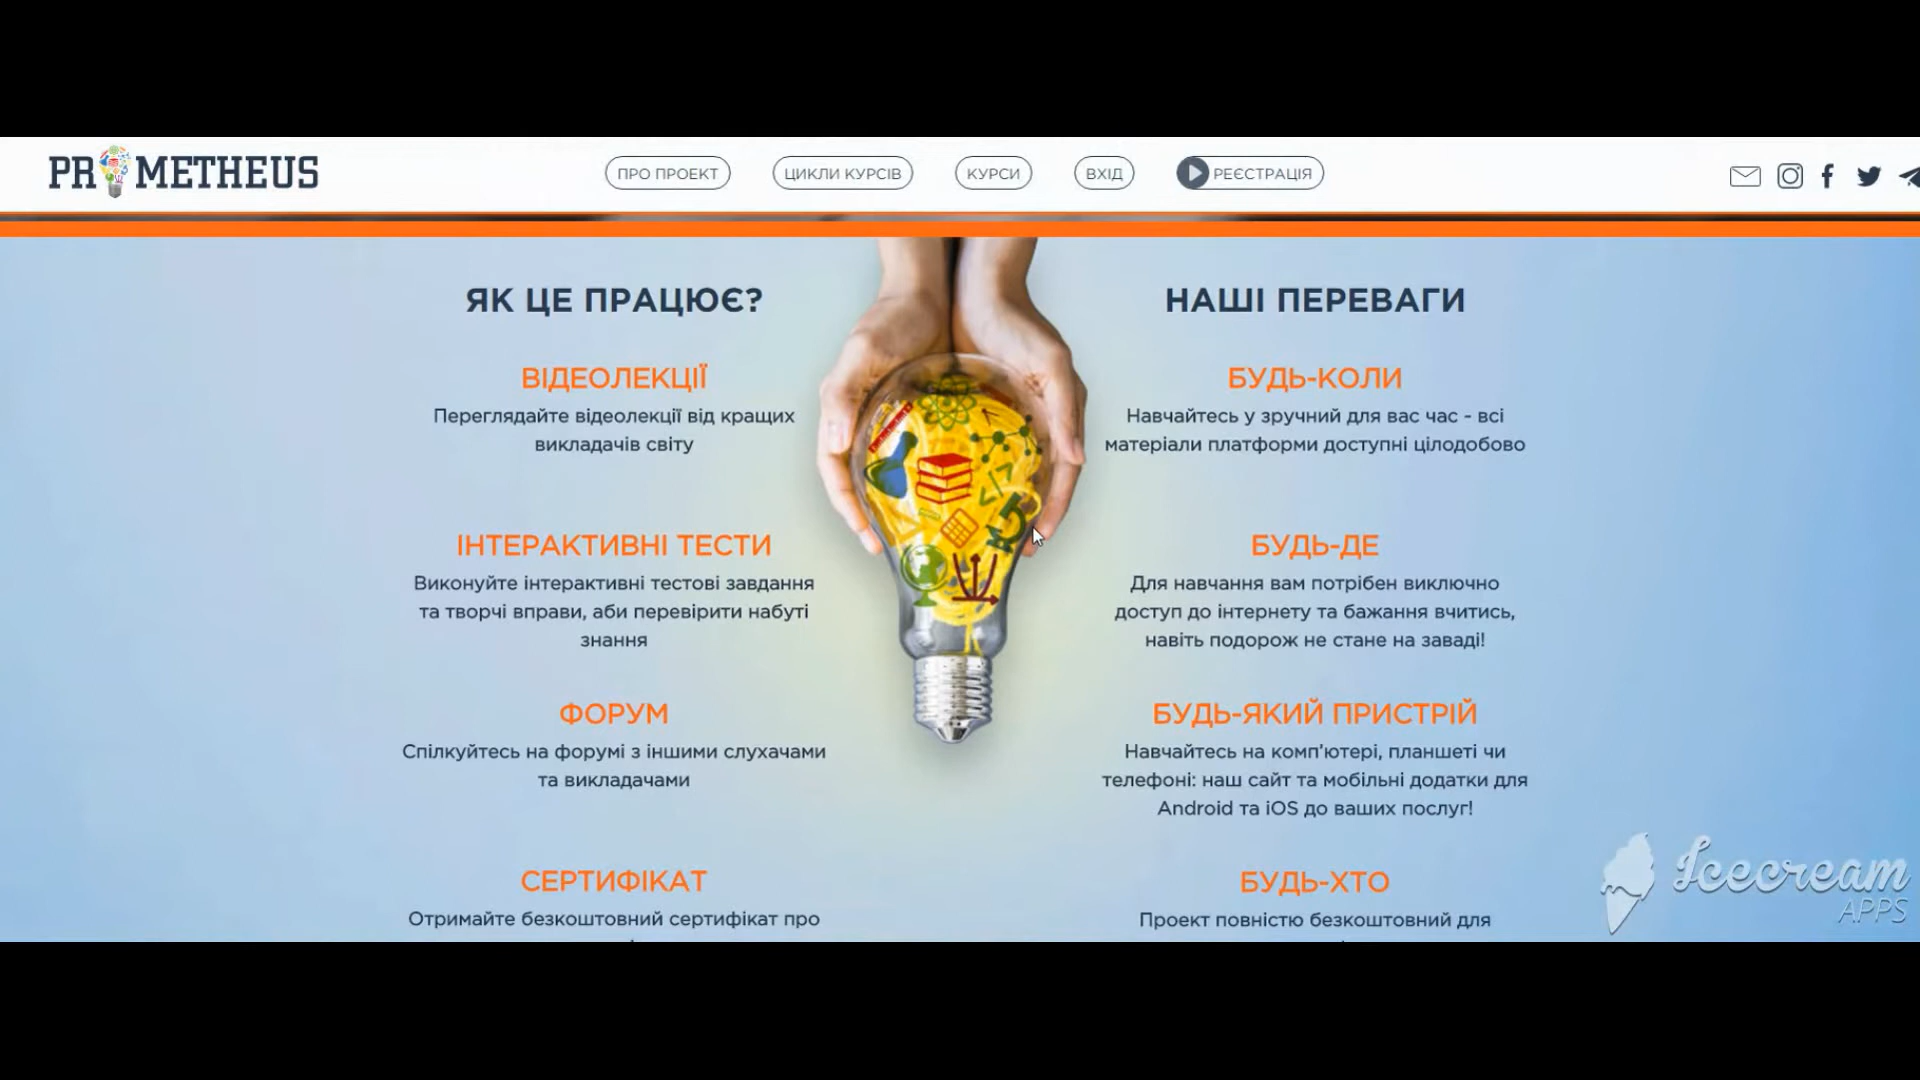 PROMETHEUS
ПРО ПРОЕКТ
ЦИКЛИ КУРСІВ
КУРСИ
ВХІД
РЕЄСТРАЦІЯ
ЯК ЦЕ ПРАЦЮЄ?
ВІДЕОЛЕКЦІЇ
Переглядайте відеолекції від кращих
викладачів світу
ІНТЕРАКТИВНІ ТЕСТИ
Виконуйте інтерактивні тестові завдання
та творчі вправи, аби перевірити набуті
знання
ФОРУМ
Спілкуйтесь на форумі з іншими слухачами
та викладачами
СЕРТИФІКАТ
Отримайте безкоштовний сертифікат про
НАШІ ПЕРЕВАГИ
БУДЬ-КОЛИ
Навчайтесь у зручний для вас час - всі
матеріали платформи доступні цілодобово
БУДЬ-ДЕ
Для навчання вам потрібен виключно
доступ до інтернету та бажання вчитись,
навіть подорож не стане на заваді!
БУДЬ-ЯКИЙ ПРИСТРІЙ
Навчайтесь на комп'ютері, планшеті чи
телефоні: наш сайт та мобільні додатки для
Android та iOS до ваших послуг!
БУДЬ-ХТО
Проект повністю безкоштовний для
Icecream
APPS